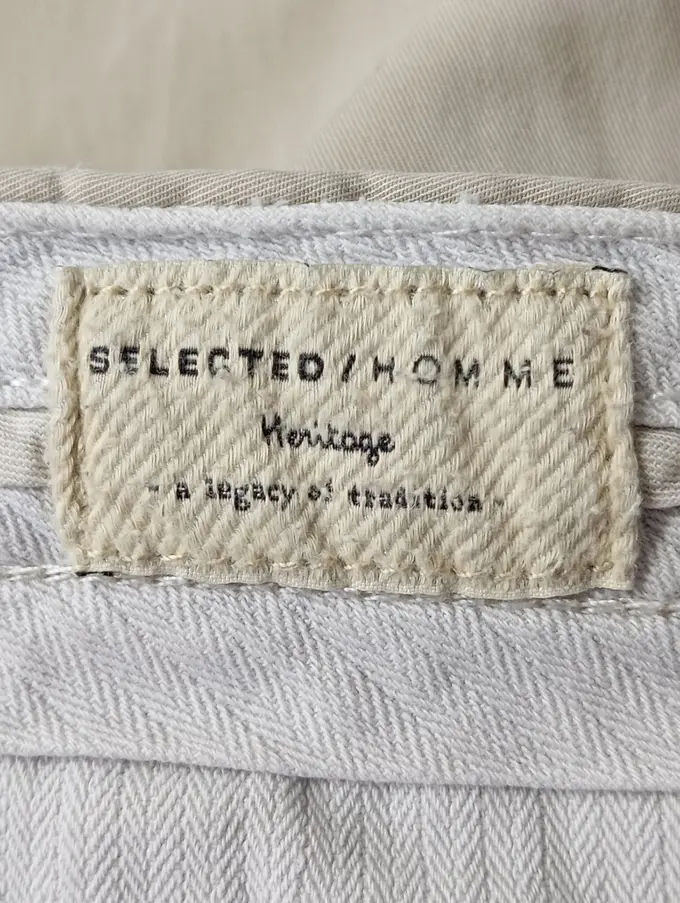 SELECTED / HOMME
Heritage
- a legacy of tradition -